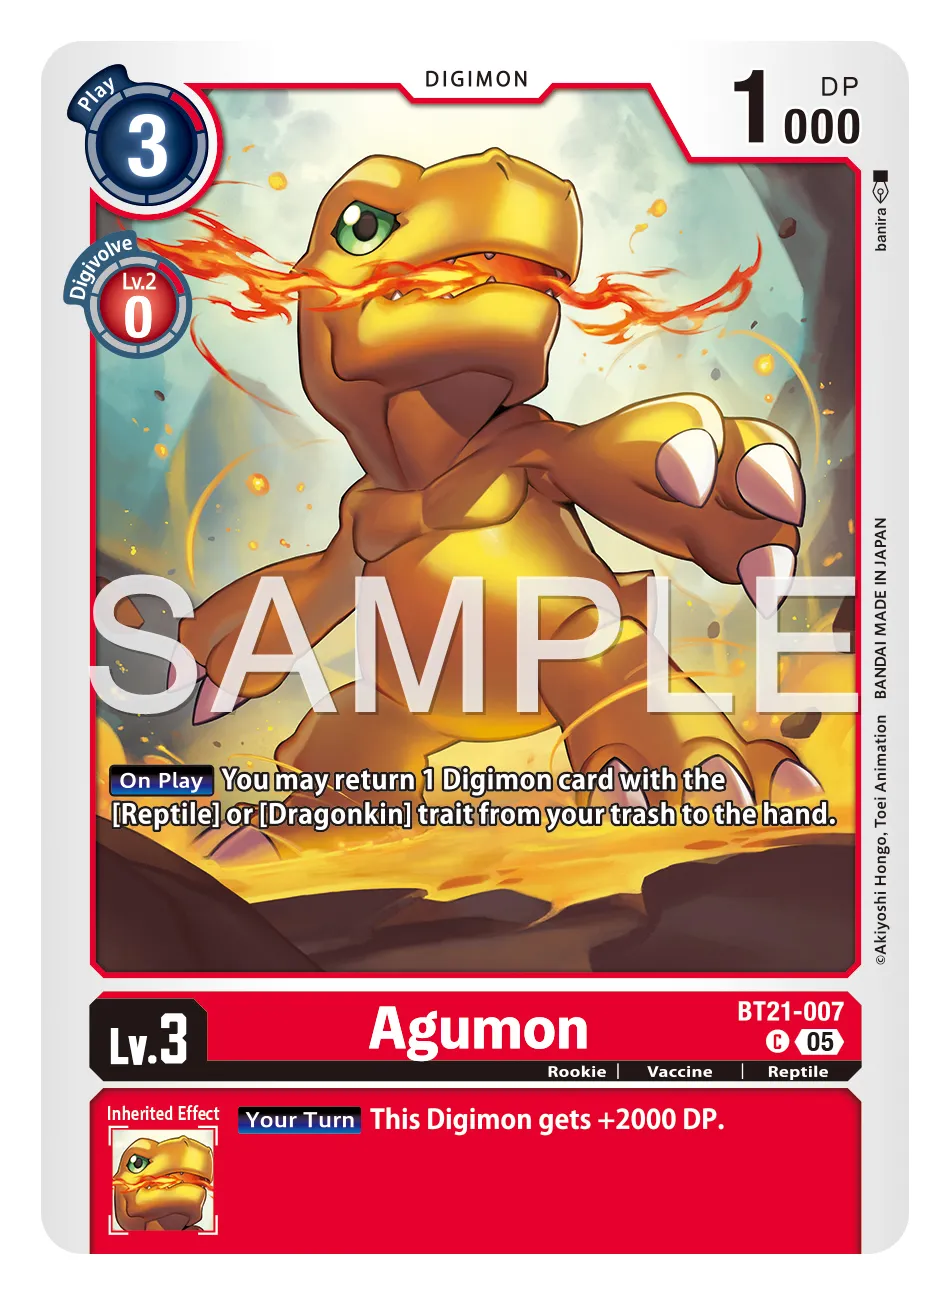 DIGIMON
Play
3
1000
DP
Digivolve
Lv.2
0
banira
BANDAI MADE IN JAPAN
©Akiyoshi Hongo, Toei Animation
SAMPLE
On Play You may return 1 Digimon card with the
[Reptile] or [Dragonkin] trait from your trash to the hand.
Lv.3
Agumon
BT21-007
C 05
Rookie | Vaccine | Reptile
Inherited Effect
Your Turn This Digimon gets +2000 DP.